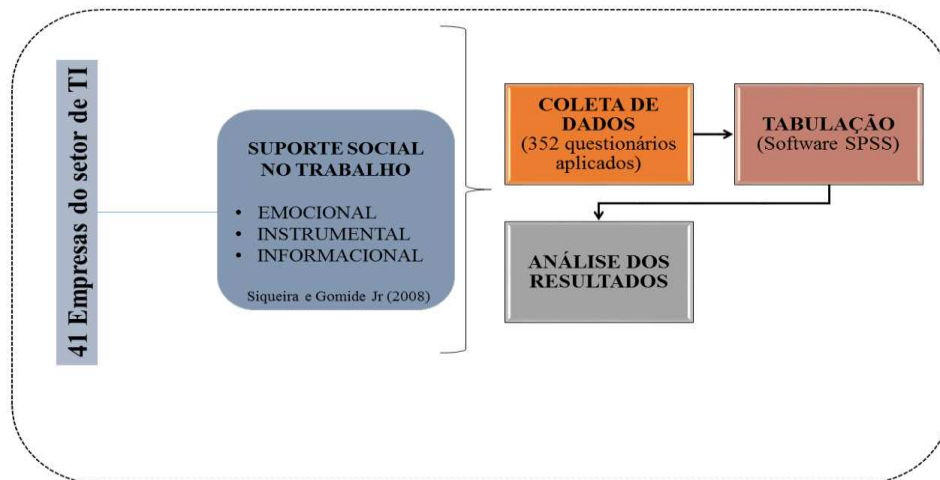 41 Empresas do setor de TI
SUPORTE SOCIAL
NO TRABALHO
• EMOCIONAL
• INSTRUMENTAL
• INFORMACIONAL
Siqueira e Gomide Jr (2008)
COLETA DE
DADOS
(352 questionários
aplicados)
TABULAÇÃO
(Software SPSS)
ANÁLISE DOS
RESULTADOS